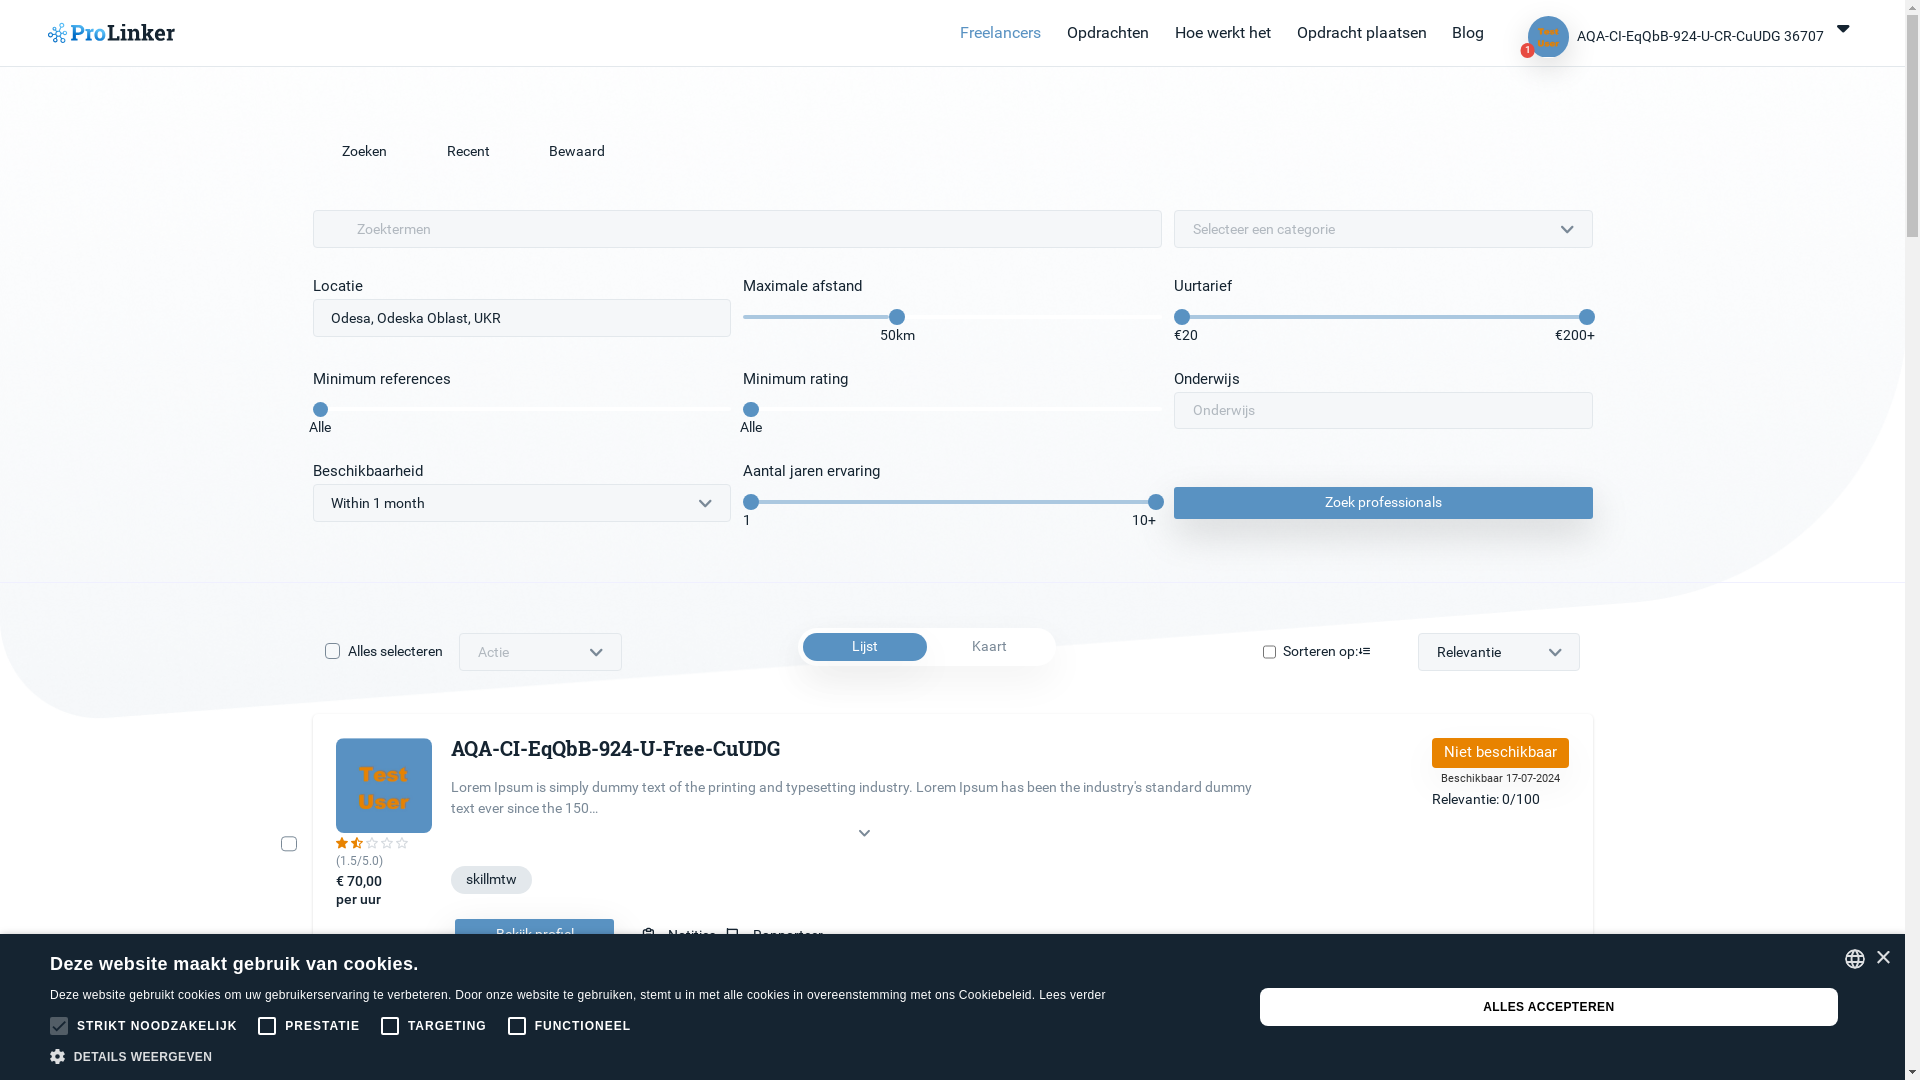 ProLinker
Freelancers
Opdrachten
Hoe werkt het
Opdracht plaatsen
Blog
Test User
1
AQA-CI-EqQbB-924-U-CR-CuUDG 36707
Zoeken
Recent
Bewaard
Zoektermen
Selecteer een categorie
Locatie
Maximale afstand
Uurtarief
Odesa, Odeska Oblast, UKR
50km
€20
€200+
Minimum references
Minimum rating
Onderwijs
Onderwijs
Alle
Alle
Beschikbaarheid
Aantal jaren ervaring
Within 1 month
Zoek professionals
1
10+
Alles selecteren
Actie
Lijst
Kaart
Sorteren op:
Relevantie
Test
User
AQA-CI-EqQbB-924-U-Free-CuUDG
Niet beschikbaar
Beschikbaar 17-07-2024
Relevantie: 0/100
Lorem Ipsum is simply dummy text of the printing and typesetting industry. Lorem Ipsum has been the industry's standard dummy
text ever since the 150...
(1.5/5.0)
€ 70,00
per uur
skillmtw
Bekijk profiel
Notities
Rapporteer
Deze website maakt gebruik van cookies.
Deze website gebruikt cookies om uw gebruikerservaring te verbeteren. Door onze website te gebruiken, stemt u in met alle cookies in overeenstemming met ons Cookiebeleid. Lees verder
STRIKT NOODZAKELIJK
PRESTATIE
TARGETING
FUNCTIONEEL
DETAILS WEERGEVEN
ALLES ACCEPTEREN
×